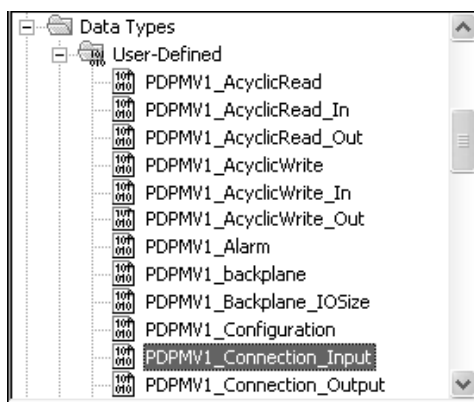 Data Types
User-Defined
PDPMV1_AcyclicRead
PDPMV1_AcyclicRead_In
PDPMV1_AcyclicRead_Out
PDPMV1_AcyclicWrite
PDPMV1_AcyclicWrite_In
PDPMV1_AcyclicWrite_Out
PDPMV1_Alarm
PDPMV1_backplane
PDPMV1_Backplane_IOSize
PDPMV1_Configuration
PDPMV1_Connection_Input
PDPMV1_Connection_Output